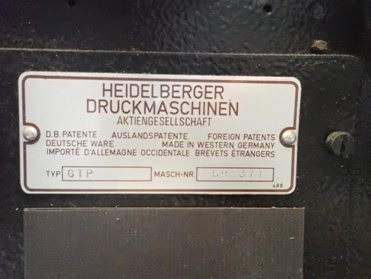 HEIDELBERGER
DRUCKMASCHINEN
AKTIENGESELLSCHAFT
D.B. PATENTE AUSLANDSPATENTE FOREIGN PATENTS
DEUTSCHE WARE MADE IN WESTERN GERMANY
IMPORTÉ D'ALLEMAGNE OCCIDENTALE BREVETS ÉTRANGERS
TYP GTP MASCH-NR.
488